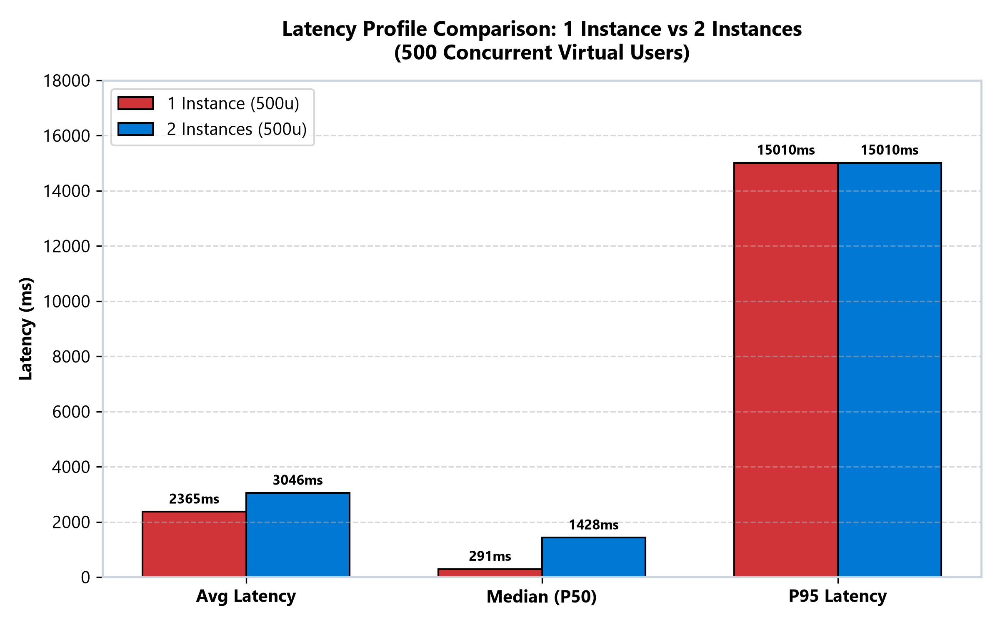 Latency Profile Comparison: 1 Instance vs 2 Instances
(500 Concurrent Virtual Users)
1 Instance (500u)
2 Instances (500u)
Latency (ms)
18000
16000
14000
12000
10000
8000
6000
4000
2000
0
2365ms
3046ms
291ms
1428ms
15010ms
15010ms
Avg Latency
Median (P50)
P95 Latency